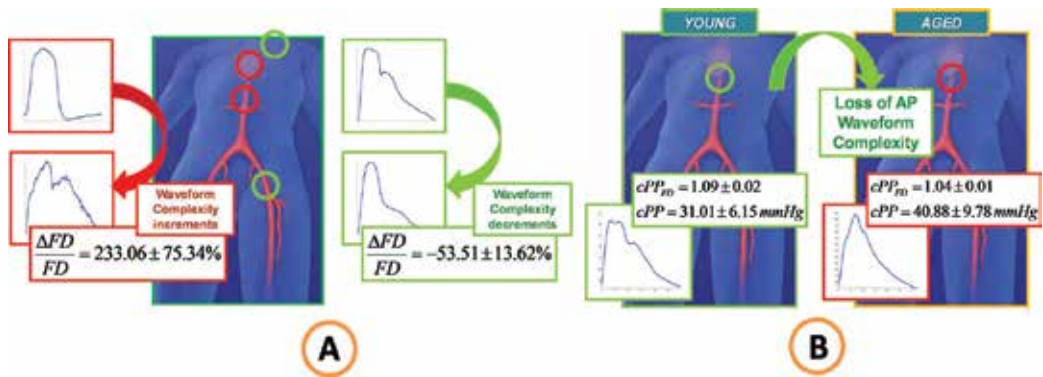 Waveform
Complexity
increments
ΔFD/FD = 233.06 ± 75.34%
Waveform
Complexity
decrements
ΔFD/FD = −53.51 ± 13.62%
A
YOUNG
AGED
Loss of AP
Waveform
Complexity
cPP_FD = 1.09 ± 0.02
cPP = 31.01 ± 6.15 mmHg
cPP_FD = 1.04 ± 0.01
cPP = 40.88 ± 9.78 mmHg
B